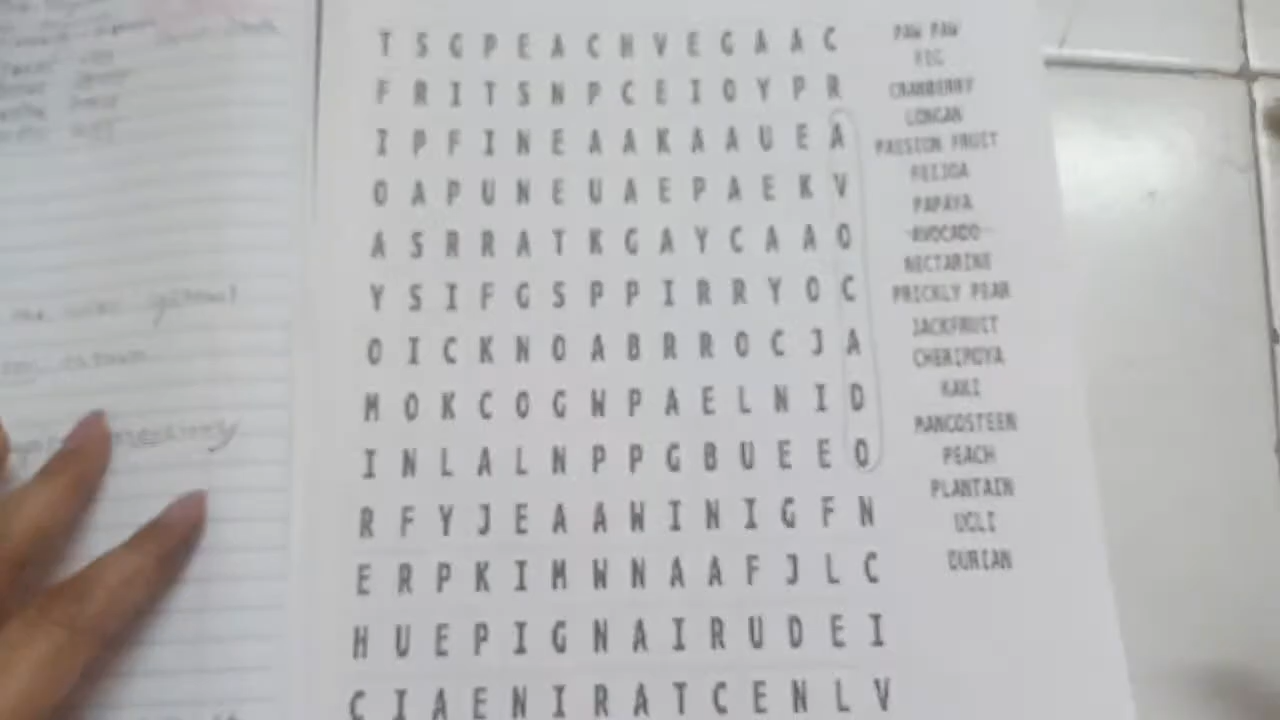 T S G P E A C H V E G A A C
F R I T S N P C E I O Y P R
I P F I N E A A K A A U E A
O A P U N E U A E P A E K V
A S R R A T K G A Y C A A O
Y S I F G S P P I R R Y O C
O I C K N O A B R R O C J A
M O K C O G W P A E L N I D
I N L A L N P P G B U E E O
R F Y J E A A W I N I G F N
E R P K I M W N A A F J L C
H U E P I G N A I R U D E I
C I A E N I R A T C E N L V
PAW PAW
FIG
CRANBERRY
LONGAN
PASSION FRUIT
FEIJOA
PAPAYA
AVOCADO
NECTARINE
PRICKLY PEAR
JACKFRUIT
CHERIMOYA
KAKI
MANGOSTEEN
PEACH
PLANTAIN
UGLI
DURIAN